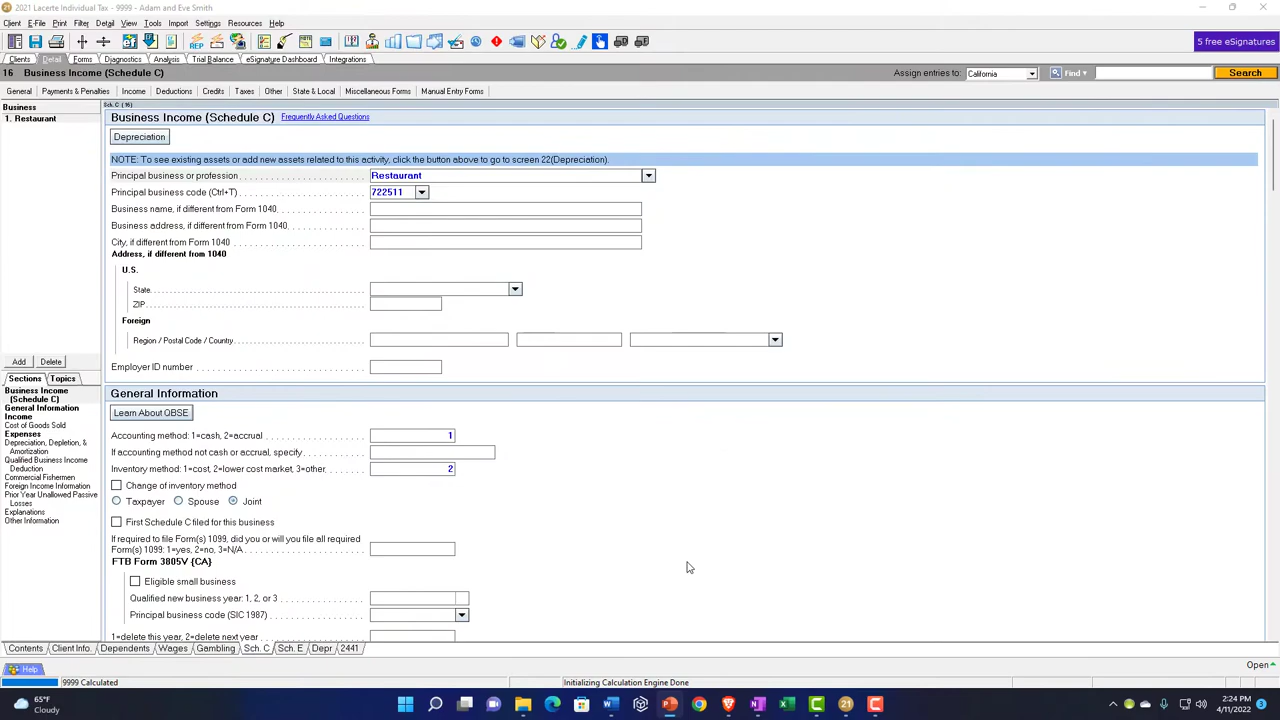 2021 Lacerte Individual Tax - 9999 - Adam and Eve Smith
Client E-File Print Filter Detail View Tools Import Settings Resources Help
REP
5 free eSignatures
Clients Detail Forms Diagnostics Analysis Trial Balance eSignature Dashboard Integrations
16 Business Income (Schedule C) Assign entries to: California Find Search
General Payments & Penalties Income Deductions Credits Taxes Other State & Local Miscellaneous Forms Manual Entry Forms
Business
1. Restaurant
Add Delete
Sections Topics
Business Income
(Schedule C)
General Information
Income
Cost of Goods Sold
Expenses
Depreciation, Depletion, &
Amortization
Qualified Business Income
Deduction
Commercial Fishermen
Foreign Income Information
Prior Year Unallowed Passive
Losses
Explanations
Other Information
Sch. C (16)
Business Income (Schedule C) Frequently Asked Questions
Depreciation
NOTE: To see existing assets or add new assets related to this activity, click the button above to go to screen 22(Depreciation).
Principal business or profession Restaurant
Principal business code (Ctrl+T) 722511
Business name, if different from Form 1040
Business address, if different from Form 1040
City, if different from Form 1040
Address, if different from 1040
U.S.
State
ZIP
Foreign
Region / Postal Code / Country
Employer ID number
General Information
Learn About QBSE
Accounting method: 1=cash, 2=accrual 1
If accounting method not cash or accrual, specify
Inventory method: 1=cost, 2=lower cost market, 3=other 2
Change of inventory method
Taxpayer Spouse Joint
First Schedule C filed for this business
If required to file Form(s) 1099, did you or will you file all required
Form(s) 1099: 1=yes, 2=no, 3=N/A
FTB Form 3805V {CA}
Eligible small business
Qualified new business year: 1, 2, or 3
Principal business code (SIC 1987)
1=delete this year, 2=delete next year
Contents Client Info. Dependents Wages Gambling Sch. C Sch. E Depr 2441
Help Open
9999 Calculated Initializing Calculation Engine Done
65°F
Cloudy
2:24 PM
4/11/2022